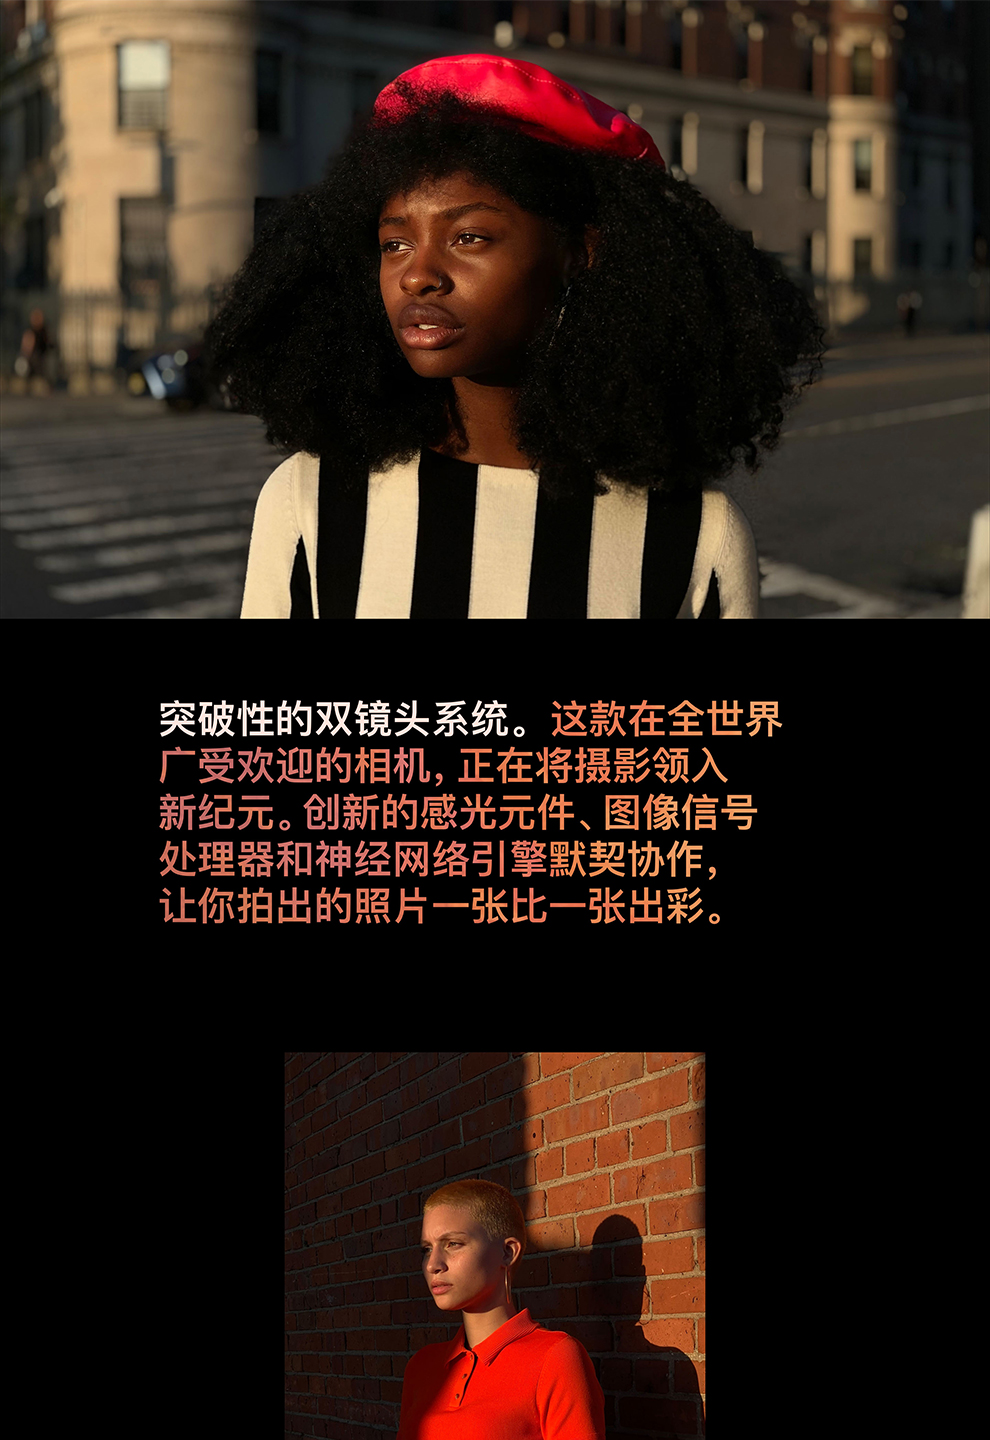 突破性的双镜头系统。这款在全世界
广受欢迎的相机，正在将摄影领入
新纪元。创新的感光元件、图像信号
处理器和神经网络引擎默契协作，
让你拍出的照片一张比一张出彩。